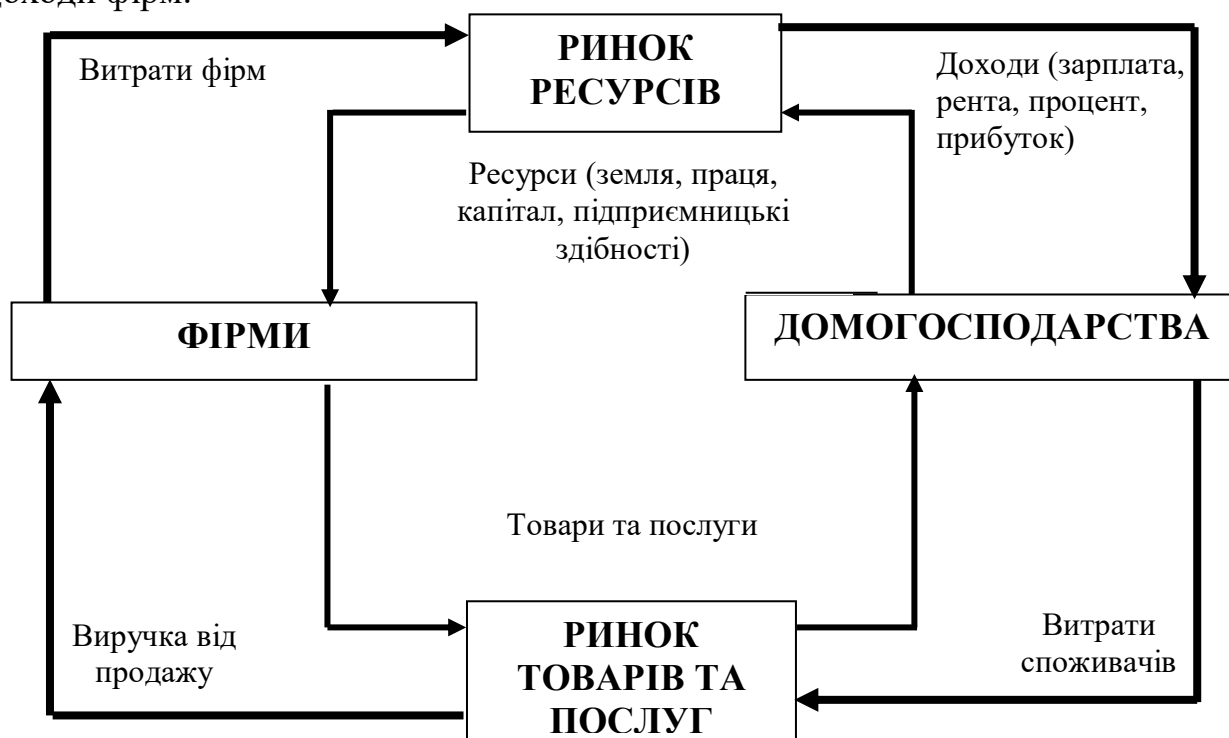 доходи фірм.
РИНОК
РЕСУРСІВ
Витрати фірм
Доходи (зарплата,
рента, процент,
прибуток)
Ресурси (земля, праця,
капітал, підприємницькі
здібності)
ФІРМИ
ДОМОГОСПОДАРСТВА
Товари та послуги
Виручка від
продажу
РИНОК
ТОВАРІВ ТА
ПОСЛУГ
Витрати
споживачів